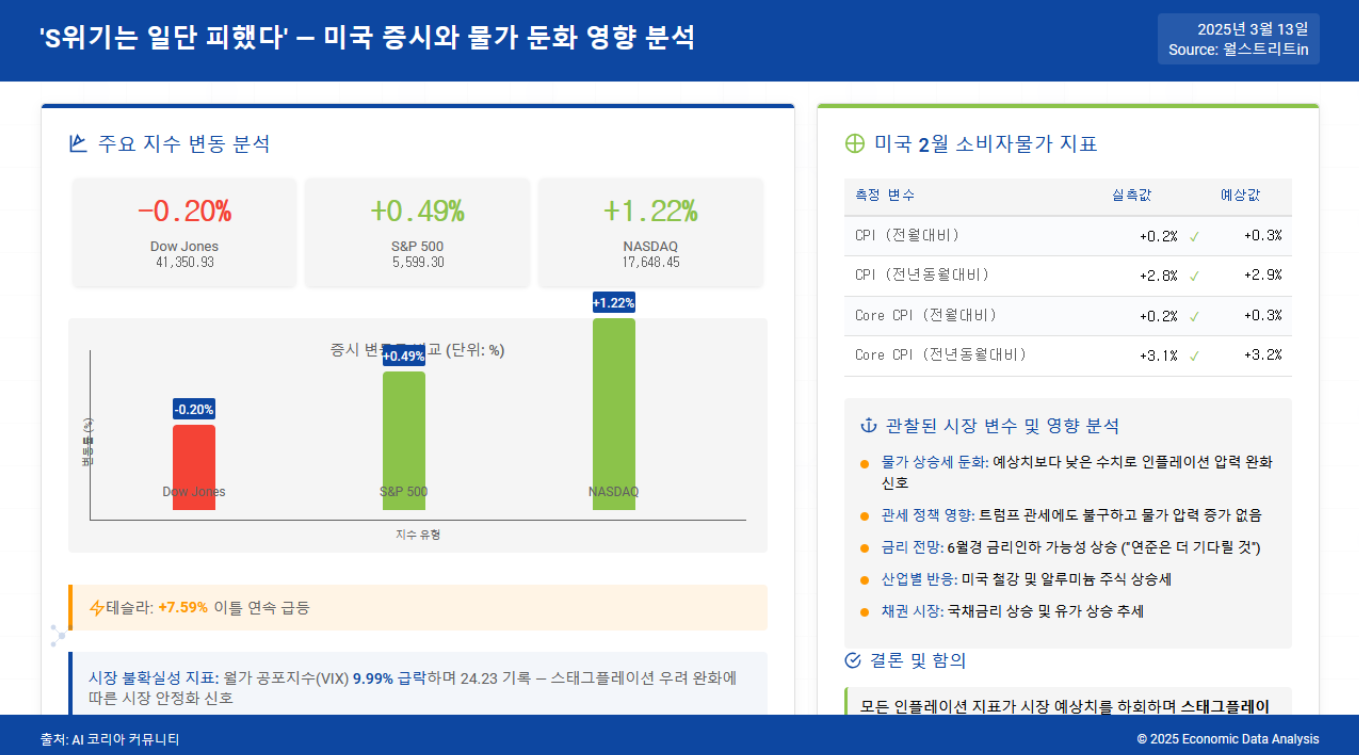 'S위기는 일단 피했다' – 미국 증시와 물가 둔화 영향 분석
2025년 3월 13일
Source: 월스트리트in
주요 지수 변동 분석
-0.20%
Dow Jones
41,350.93
+0.49%
S&P 500
5,599.30
+1.22%
NASDAQ
17,648.45
증시 변 교 (단위: %)
변동률 (%)
-0.20%
+0.49%
+1.22%
Dow Jones
S&P 500
NASDAQ
지수 유형
테슬라: +7.59% 이틀 연속 급등
시장 불확실성 지표: 월가 공포지수(VIX) 9.99% 급락하며 24.23 기록 – 스태그플레이션 우려 완화에
따른 시장 안정화 신호
미국 2월 소비자물가 지표
측정 변수 실측값 예상값
CPI (전월대비) +0.2% ✓ +0.3%
CPI (전년동월대비) +2.8% ✓ +2.9%
Core CPI (전월대비) +0.2% ✓ +0.3%
Core CPI (전년동월대비) +3.1% ✓ +3.2%
관찰된 시장 변수 및 영향 분석
물가 상승세 둔화: 예상치보다 낮은 수치로 인플레이션 압력 완화
신호
관세 정책 영향: 트럼프 관세에도 불구하고 물가 압력 증가 없음
금리 전망: 6월경 금리인하 가능성 상승 ("연준은 더 기다릴 것")
산업별 반응: 미국 철강 및 알루미늄 주식 상승세
채권 시장: 국채금리 상승 및 유가 상승 추세
결론 및 함의
모든 인플레이션 지표가 시장 예상치를 하회하며 스태그플레이
출처: AI 코리아 커뮤니티
© 2025 Economic Data Analysis